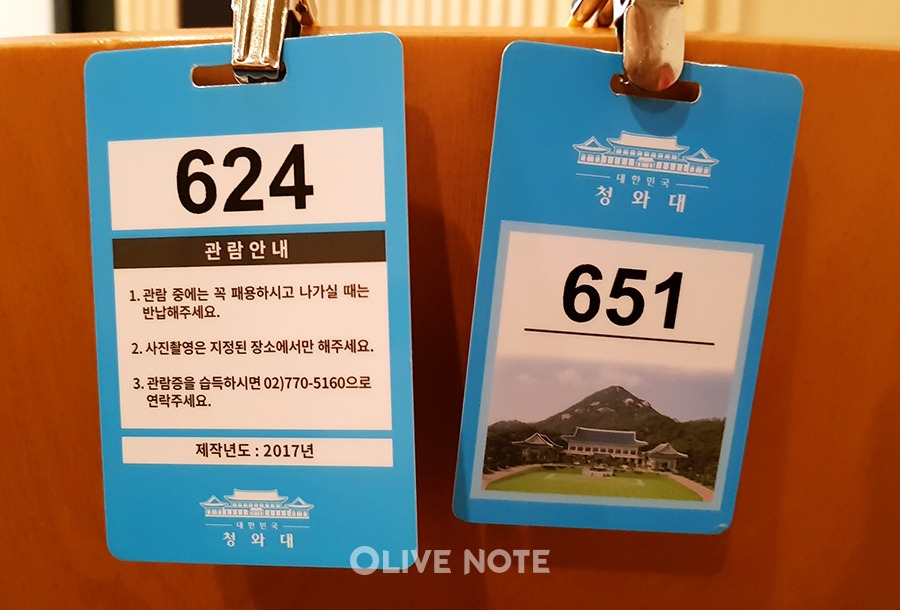 624
관람안내
1. 관람 중에는 꼭 패용하시고 나가실 때는
반납해주세요.
2. 사진촬영은 지정된 장소에서만 해주세요.
3. 관람증을 습득하시면 02)770-5160으로
연락주세요.
제작년도 : 2017년
대한민국
청와대
대한민국
청와대
651
OLIVE NOTE